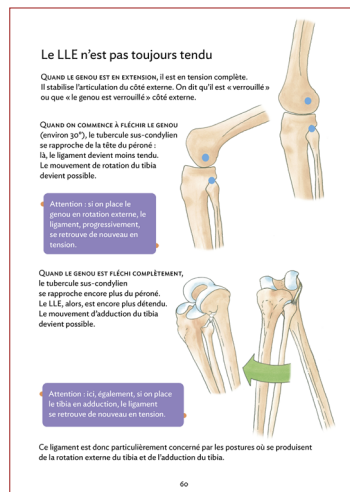 Le LLE n'est pas toujours tendu
Quand le genou est en extension, il est en tension complète.
Il stabilise l'articulation du côté externe. On dit qu'il est « verrouillé »
ou que « le genou est verrouillé » côté externe.
Quand on commence à fléchir le genou
(environ 30°), le tubercule sus-condylien
se rapproche de la tête du péroné :
là, le ligament devient moins tendu.
Le mouvement de rotation du tibia
devient possible.
Attention : si on place le
genou en rotation externe, le
ligament, progressivement,
se retrouve de nouveau en
tension.
Quand le genou est fléchi complètement,
le tubercule sus-condylien
se rapproche encore plus du péroné.
Le LLE, alors, est encore plus détendu.
Le mouvement d'adduction du tibia
devient possible.
Attention : ici, également, si on place
le tibia en adduction, le ligament
se retrouve de nouveau en tension.
Ce ligament est donc particulièrement concerné par les postures où se produisent
de la rotation externe du tibia et de l'adduction du tibia.
60